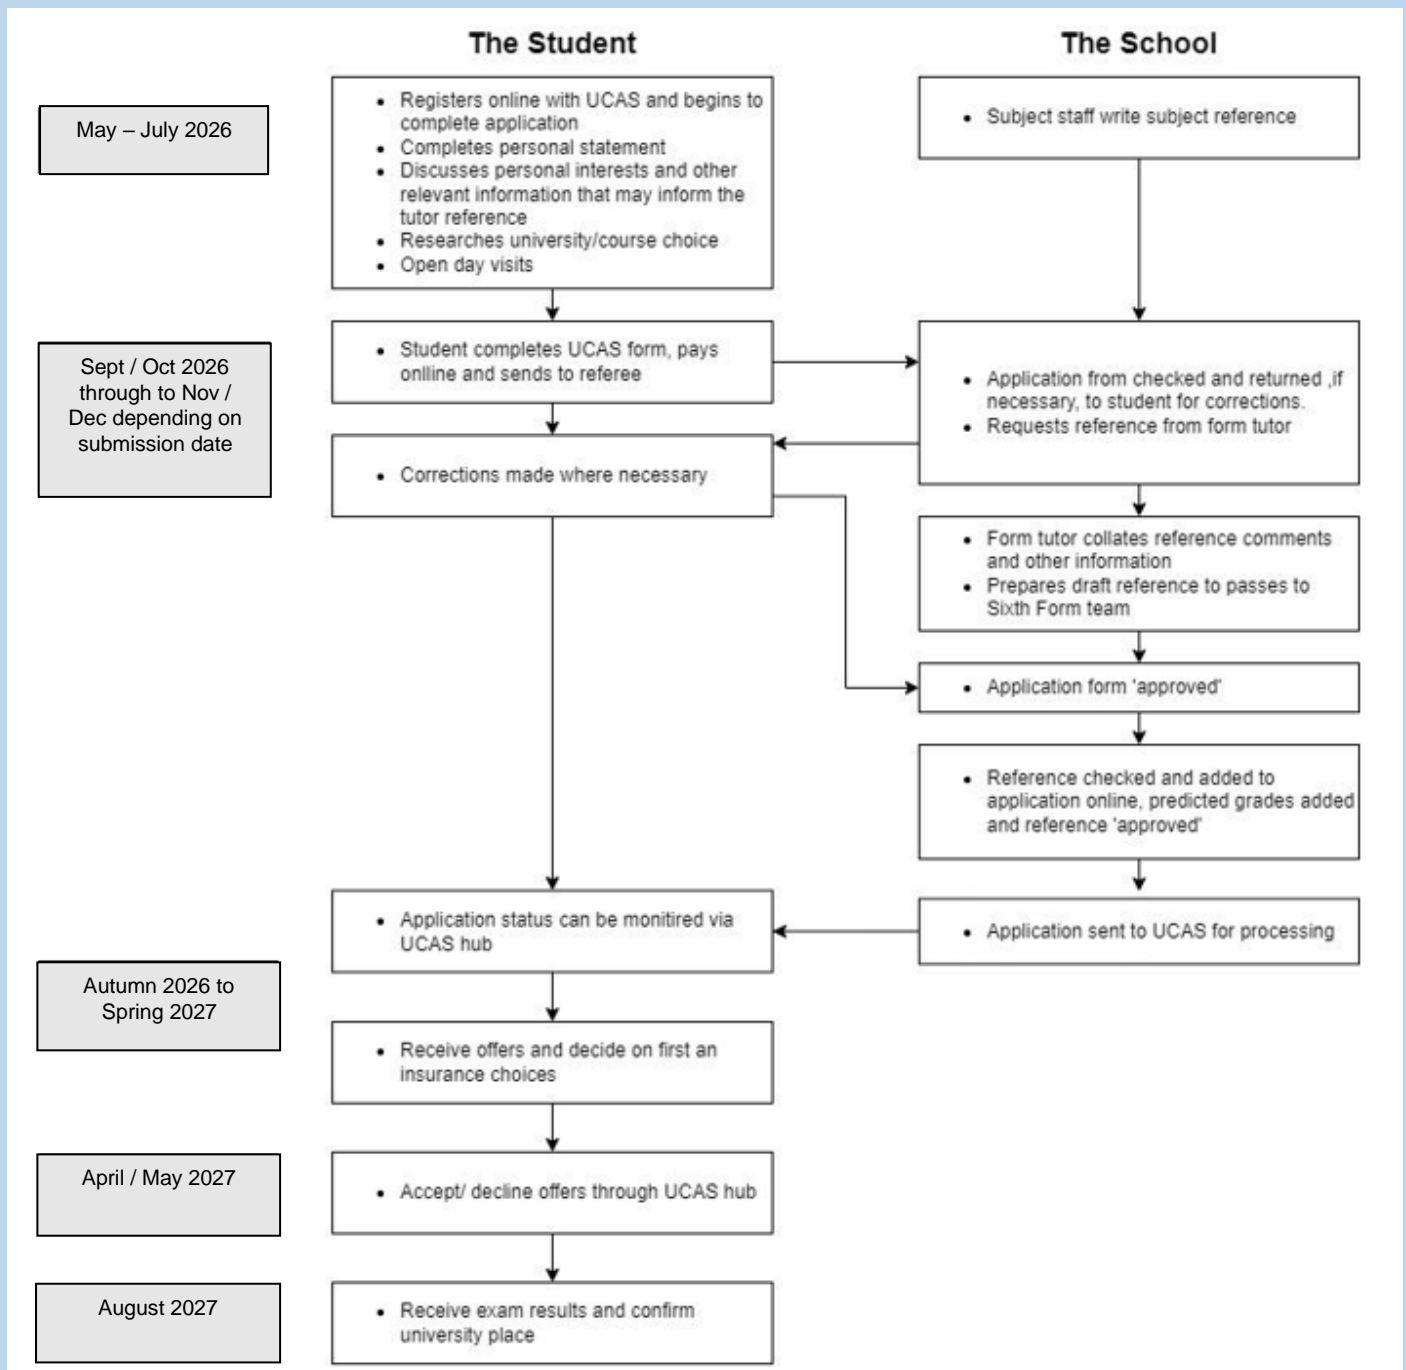 The Student
The School
May – July 2026
• Registers online with UCAS and begins to
complete application
• Completes personal statement
• Discusses personal interests and other
relevant information that may inform the
tutor reference
• Researches university/course choice
• Open day visits
• Subject staff write subject reference
Sept / Oct 2026
through to Nov /
Dec depending on
submission date
• Student completes UCAS form, pays
onlline and sends to referee
• Application from checked and returned ,if
necessary, to student for corrections.
• Requests reference from form tutor
• Corrections made where necessary
• Form tutor collates reference comments
and other information
• Prepares draft reference to passes to
Sixth Form team
• Application form 'approved'
• Reference checked and added to
application online, predicted grades added
and reference 'approved'
• Application status can be monitired via
UCAS hub
• Application sent to UCAS for processing
Autumn 2026 to
Spring 2027
• Receive offers and decide on first an
insurance choices
April / May 2027
• Accept/ decline offers through UCAS hub
August 2027
• Receive exam results and confirm
university place